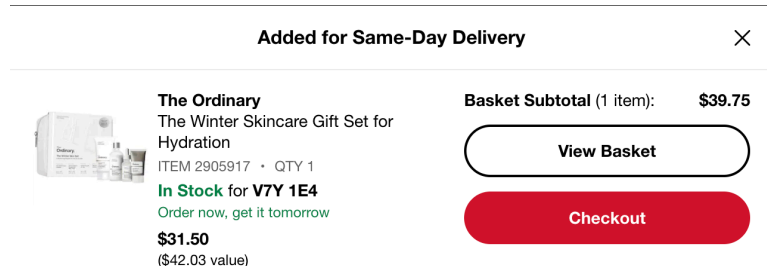 Added for Same-Day Delivery
The Ordinary
The Winter Skincare Gift Set for
Hydration
ITEM 2905917 • QTY 1
In Stock for V7Y 1E4
Order now, get it tomorrow
$31.50
($42.03 value)
Basket Subtotal (1 item): $39.75
View Basket
Checkout
Ordinary